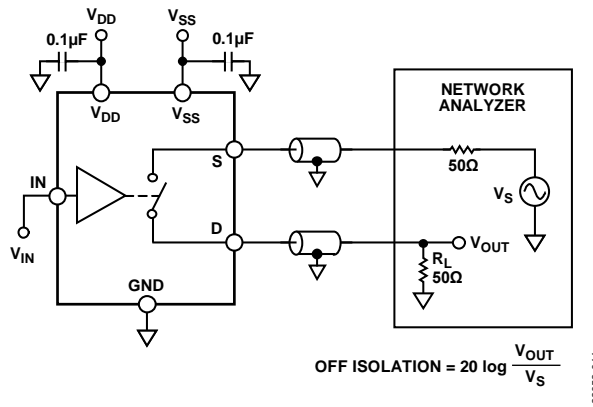 VDD
VSS
0.1µF
0.1µF
VDD
VSS
NETWORK
ANALYZER
S
50Ω
VS
IN
D
VOUT
VIN
RL
50Ω
GND
OFF ISOLATION = 20 log VOUT
VS